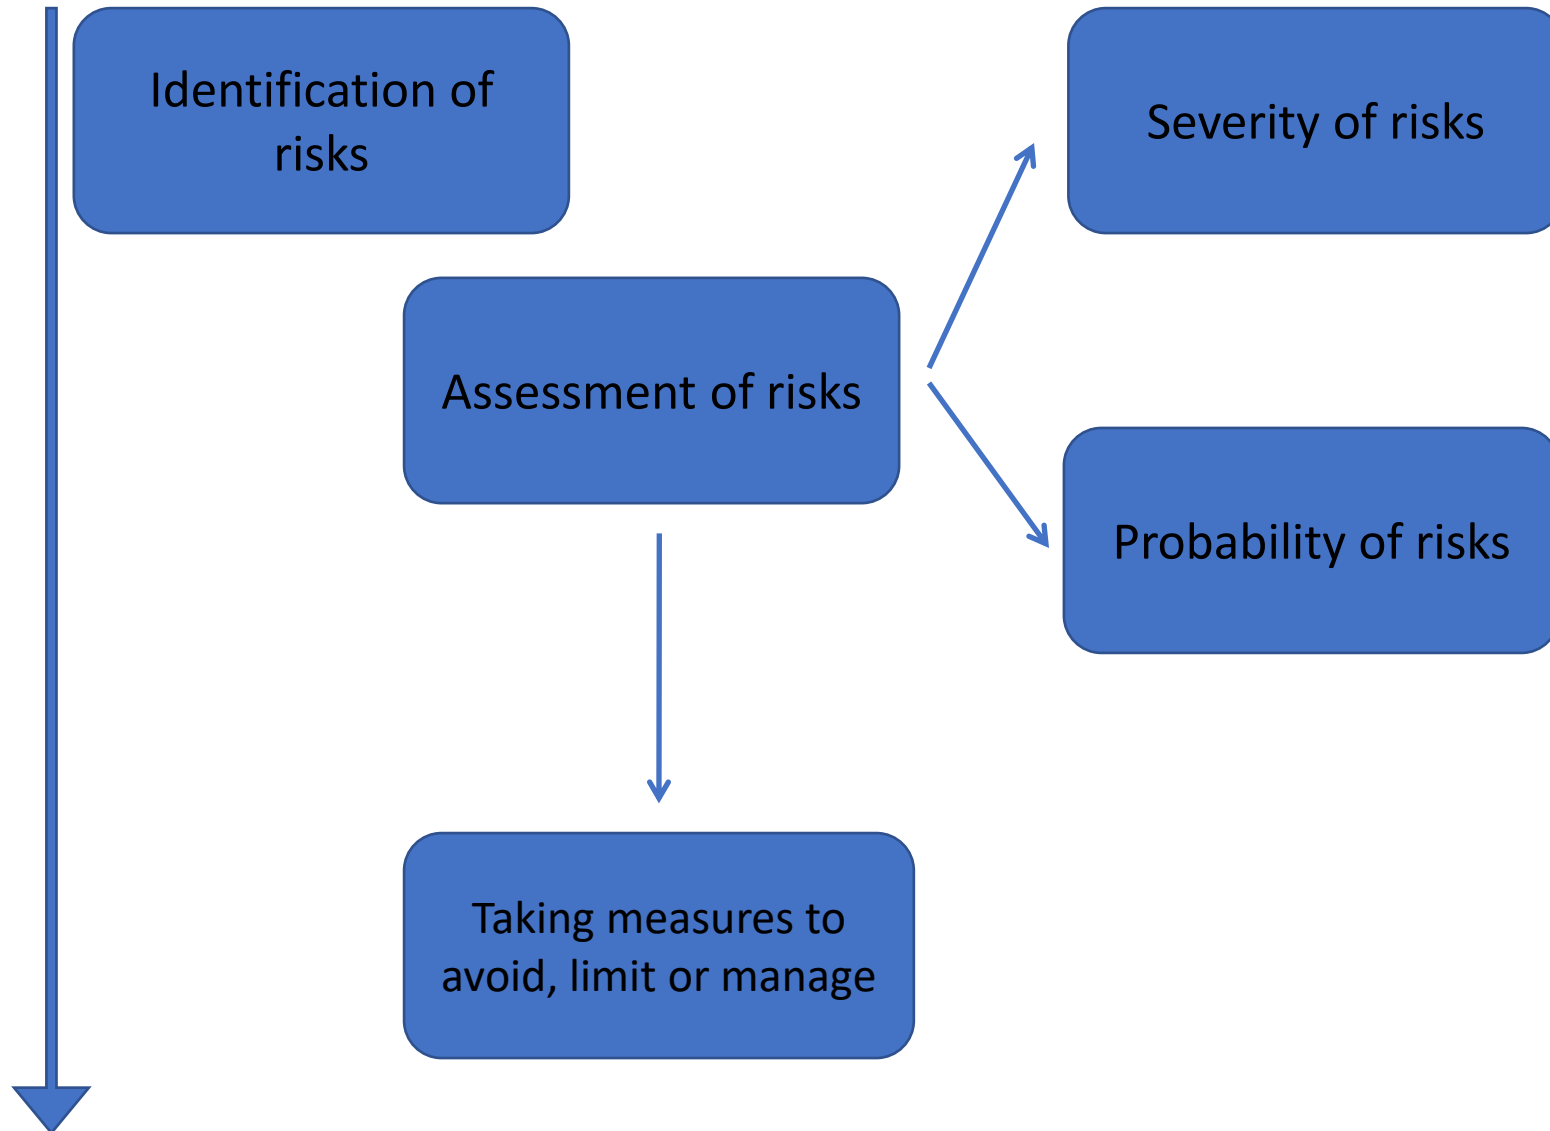 Identification of
risks
Severity of risks
Assessment of risks
Probability of risks
Taking measures to
avoid, limit or manage